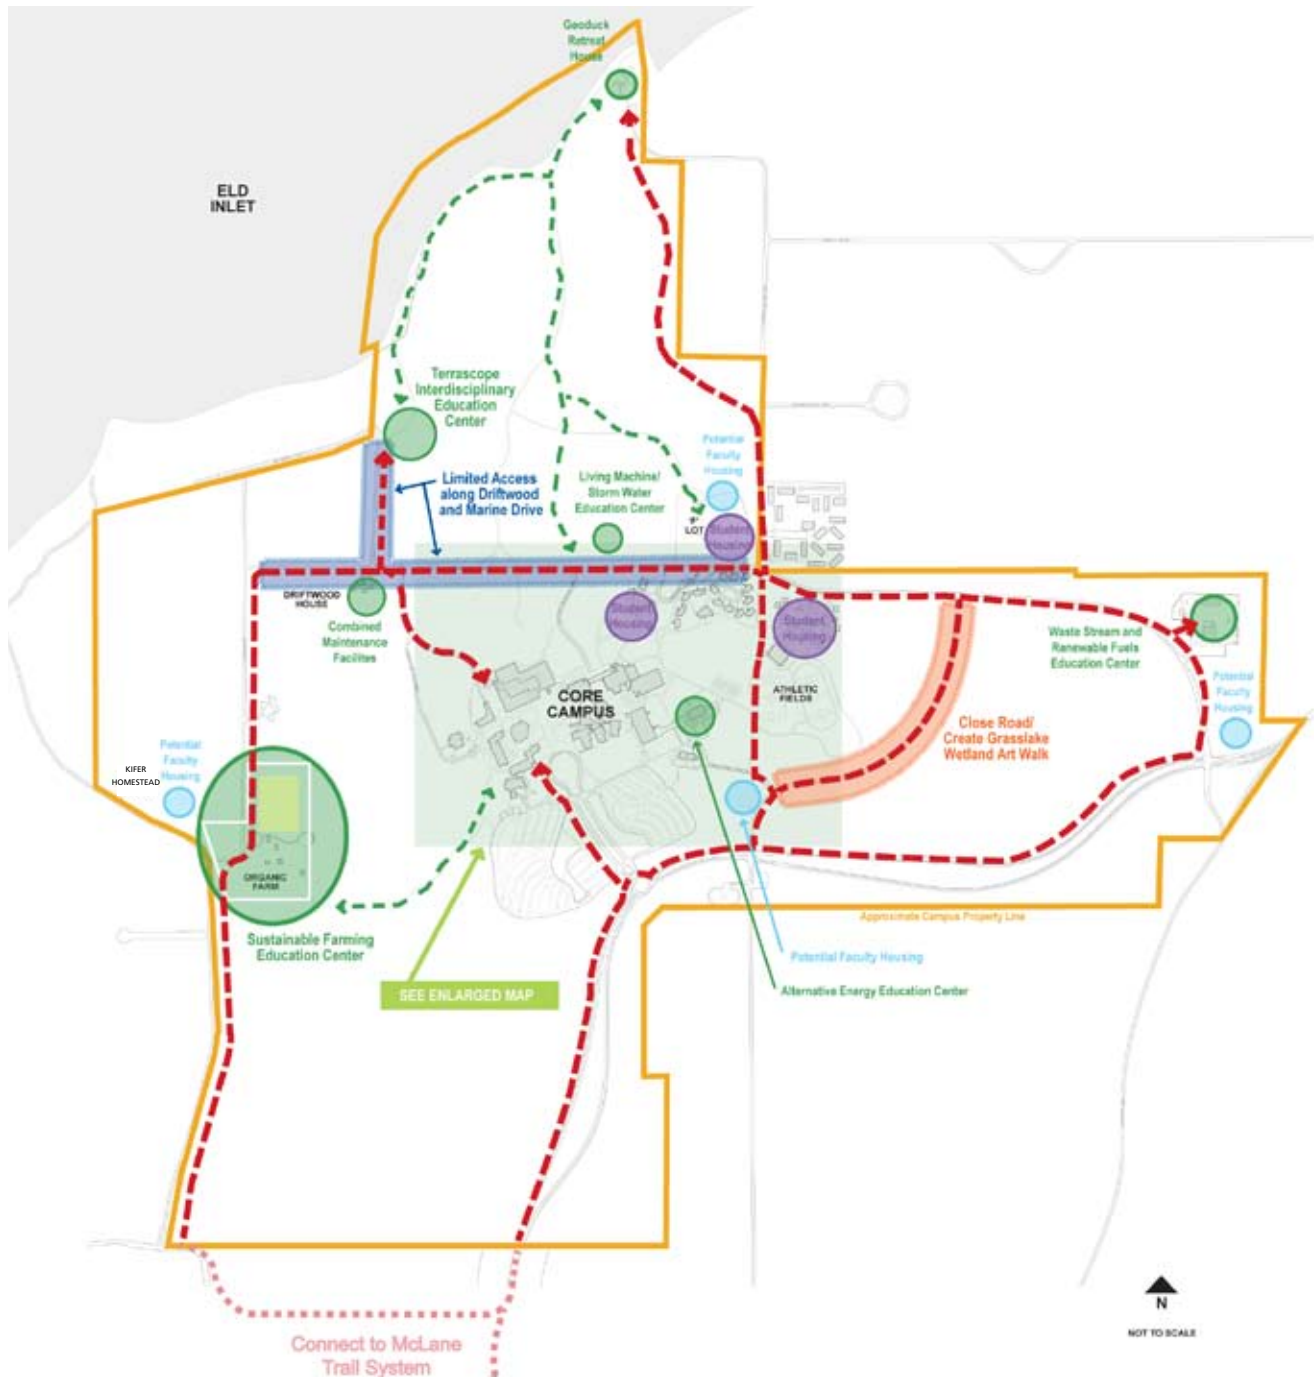 Geoduck
Retreat
House
ELD
INLET
Terrascope
Interdisciplinary
Education
Center
Potential
Faculty
Housing
Limited Access
along Driftwood
and Marine Drive
Living Machine/
Storm Water
Education Center
'F'
LOT
Student
Housing
DRIFTWOOD
HOUSE
Combined
Maintenance
Facilites
Student
Housing
Student
Housing
Waste Stream and
Renewable Fuels
Education Center
CORE
CAMPUS
ATHLETIC
FIELDS
Potential
Faculty
Housing
Close Road/
Create Grasslake
Wetland Art Walk
Potential
Faculty
Housing
KIFER
HOMESTEAD
ORGANIC
FARM
Sustainable Farming
Education Center
Approximate Campus Property Line
Potential Faculty Housing
Alternative Energy Education Center
SEE ENLARGED MAP
N
NOT TO SCALE
Connect to McLane
Trail System